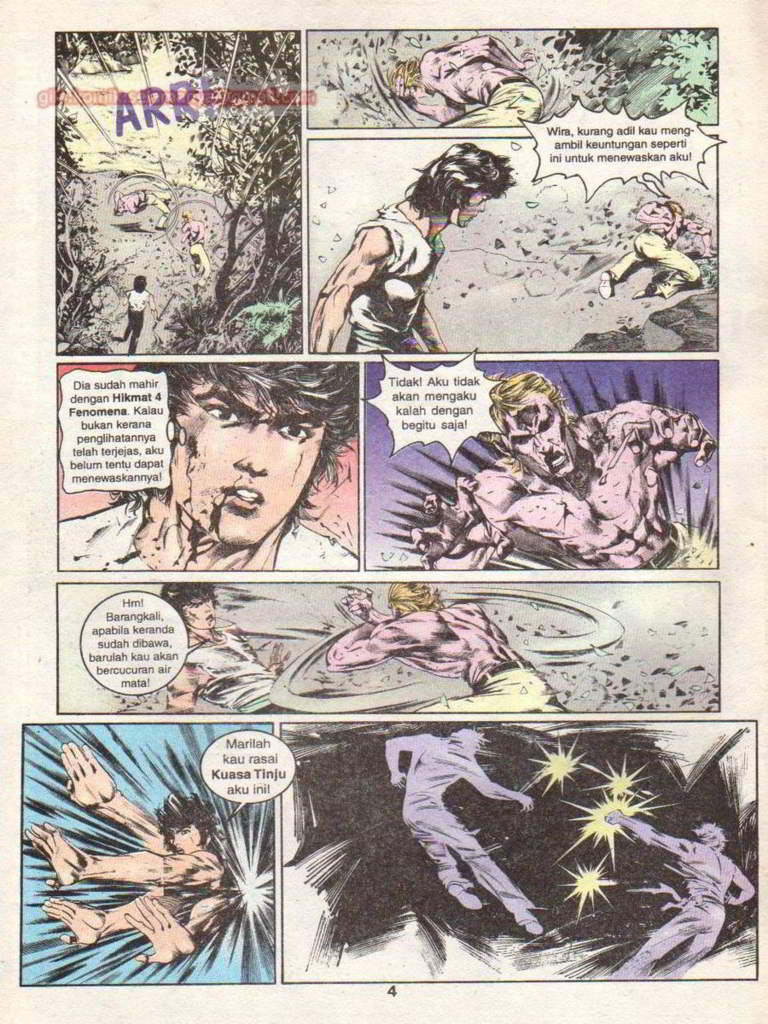 ARRH
Wira, kurang adil kau meng-
ambil keuntungan seperti
ini untuk menewaskan aku!
Dia sudah mahir
dengan Hikmat 4
Fenomena. Kalau
bukan kerana
penglihatannya
telah terjejas, aku
belum tentu dapat
menewaskannya!
Tidak! Aku tidak
akan mengaku
kalah dengan
begitu saja!
Hm!
Barangkali,
apabila keranda
sudah dibawa,
barulah kau akan
bercucuran air
mata!
Marilah
kau rasai
Kuasa Tinju
aku ini!
4